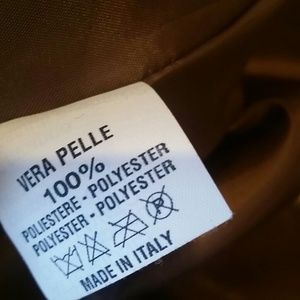 VERA PELLE
100%
POLIESTERE - POLYESTER
POLYESTER - POLYESTER
MADE IN ITALY